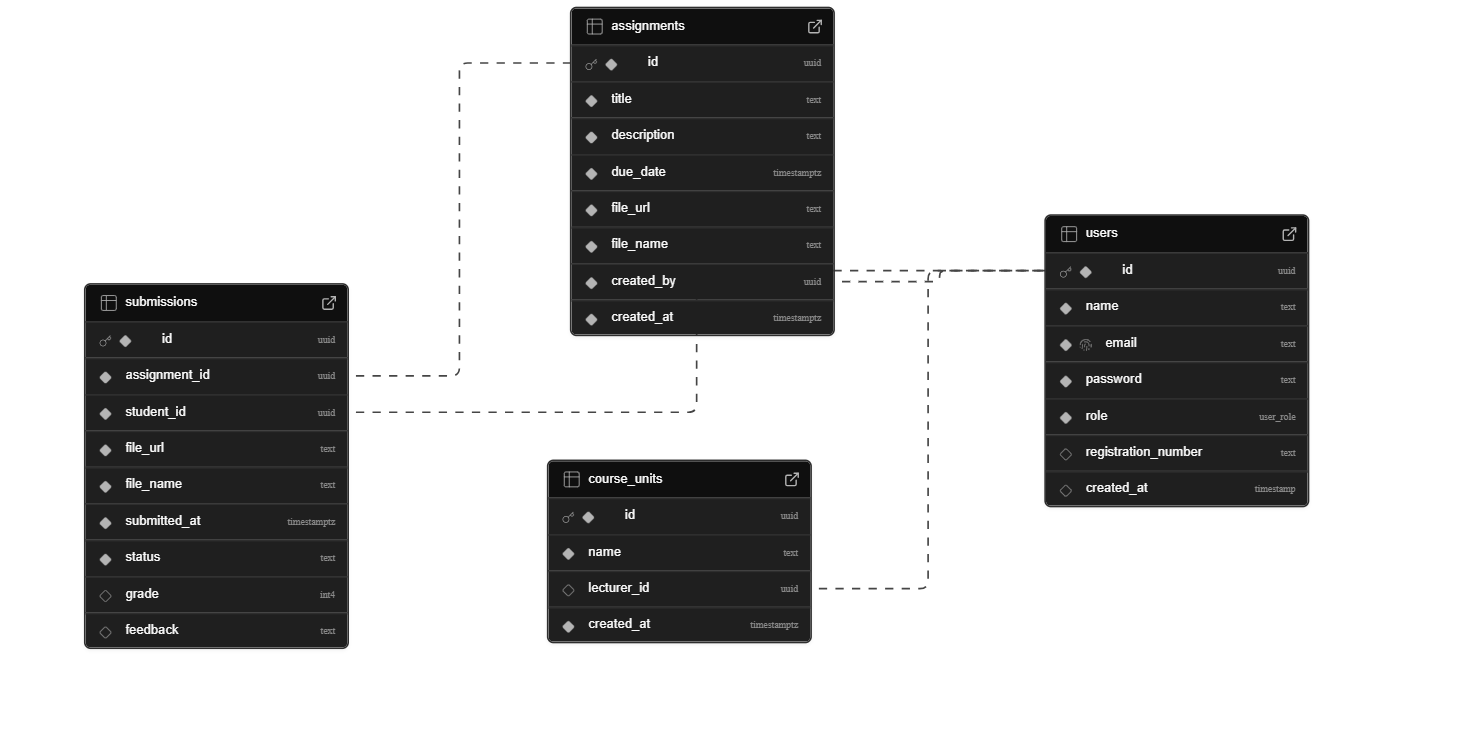 assignments
id uuid
title text
description text
due_date timestamptz
file_url text
file_name text
created_by uuid
created_at timestamptz
users
id uuid
name text
email text
password text
role user_role
registration_number text
created_at timestamp
submissions
id uuid
assignment_id uuid
student_id uuid
file_url text
file_name text
submitted_at timestamptz
status text
grade int4
feedback text
course_units
id uuid
name text
lecturer_id uuid
created_at timestamptz